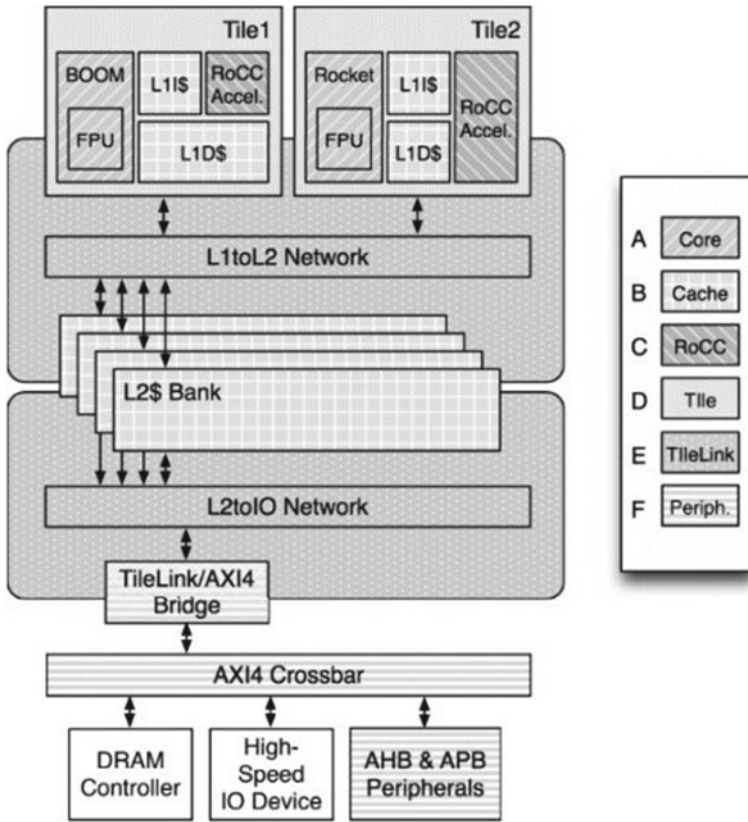 Tile1
BOOM
FPU
L1I$
RoCC
Accel.
L1D$
Tile2
Rocket
FPU
L1I$
L1D$
RoCC
Accel.
L1toL2 Network
L2$ Bank
L2toIO Network
TileLink/AXI4
Bridge
AXI4 Crossbar
DRAM
Controller
High-
Speed
IO Device
AHB & APB
Peripherals
A Core
B Cache
C RoCC
D TIle
E TIleLink
F Periph.